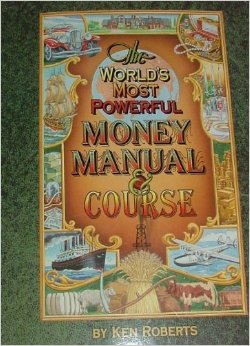 The
WORLD'S
MOST
POWERFUL
MONEY
MANUAL
& COURSE
BY KEN ROBERTS